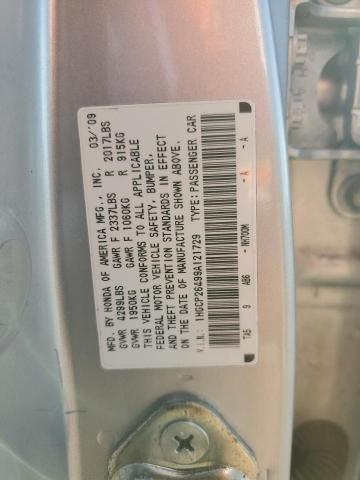 MFD. BY HONDA OF AMERICA MFG., INC. 03/'09
GVWR 4299LBS GAWR F 2337LBS R 2017LBS
GVWR 1950KG GAWR F 1060KG R 915KG
THIS VEHICLE CONFORMS TO ALL APPLICABLE
FEDERAL MOTOR VEHICLE SAFETY, BUMPER,
AND THEFT PREVENTION STANDARDS IN EFFECT
ON THE DATE OF MANUFACTURE SHOWN ABOVE.
1HGCP26499A121729 TYPE:PASSENGER CAR
TA5 9 AB6 - NH700M - A - A